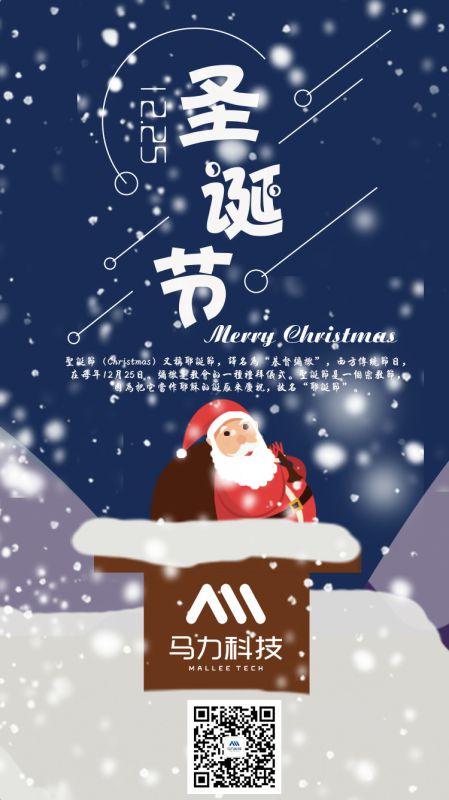 圣诞节
12.25
Merry Christmas
聖誕節（Christmas）又稱耶誕節，譯名為“基督彌撒”，西方傳統節日，
在每年12月25日。彌撒是教會的一種禮拜儀式。聖誕節是一個宗教節，
因為把它當作耶穌的誕辰來慶祝，故名“耶誕節”。
马力科技
MALLEE TECH